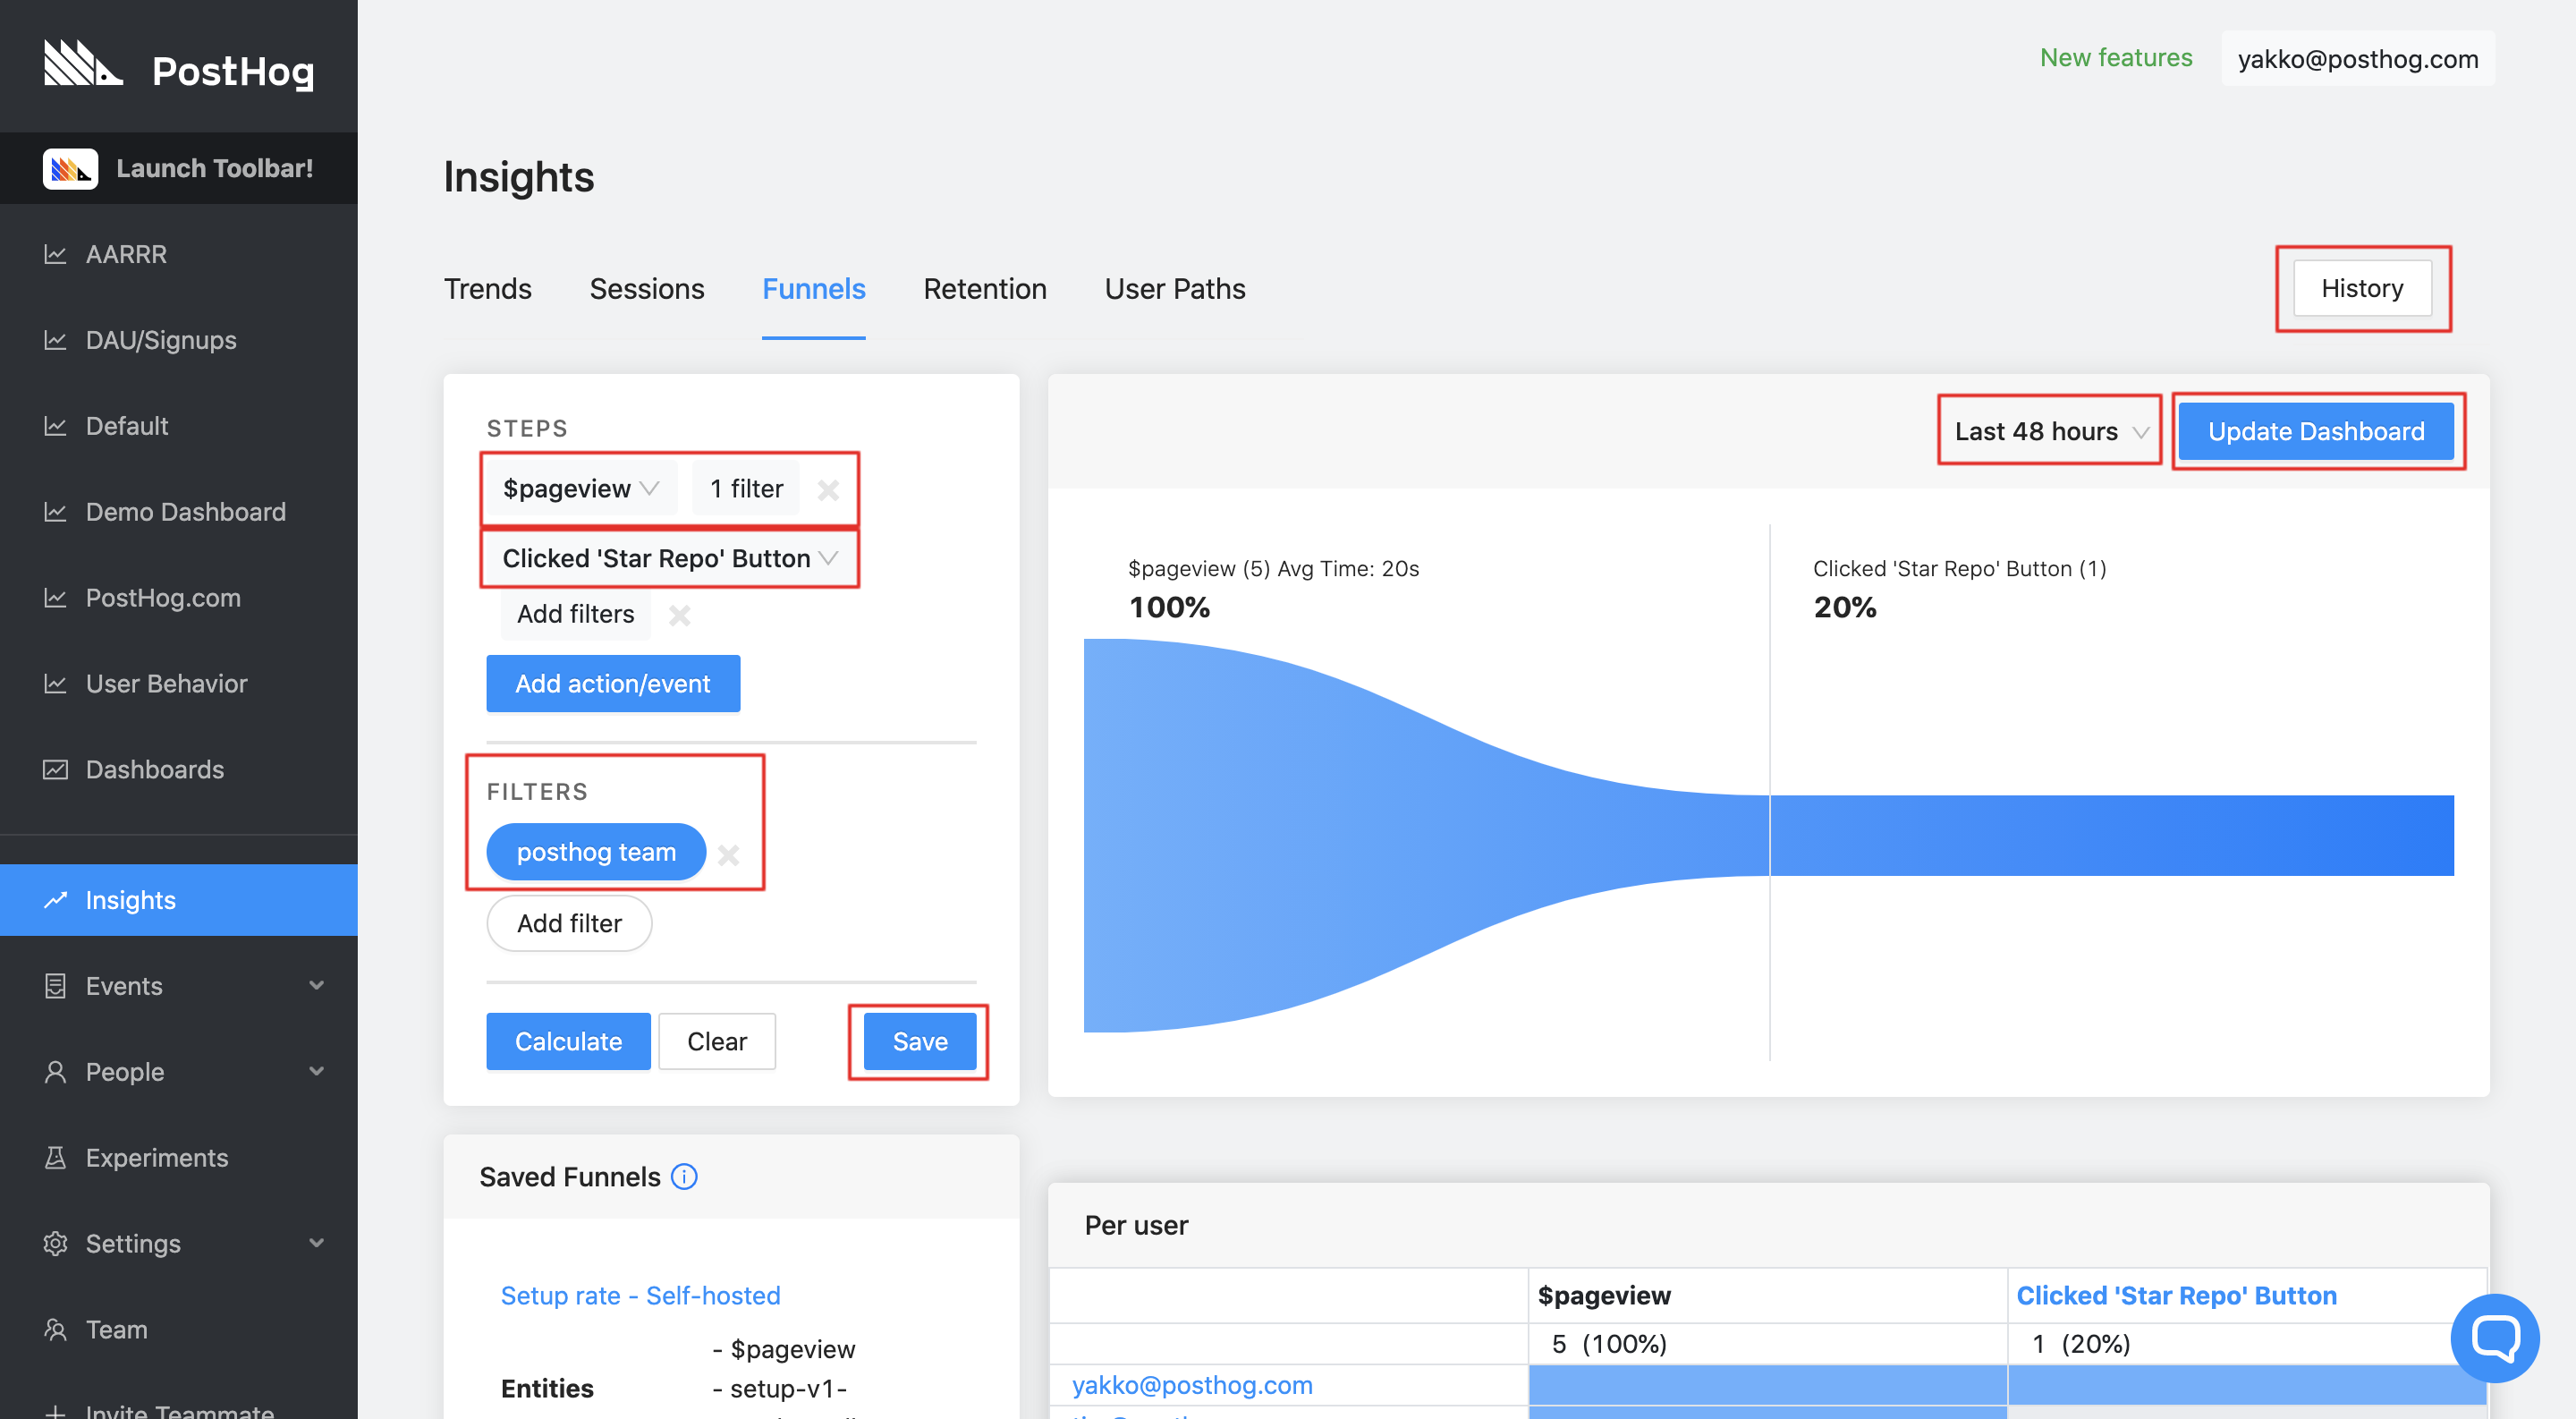 PostHog
Launch Toolbar!
AARRR
DAU/Signups
Default
Demo Dashboard
PostHog.com
User Behavior
Dashboards
Insights
Events
People
Experiments
Settings
Team
Invite Teammate
New features
yakko@posthog.com
Insights
Trends Sessions Funnels Retention User Paths
History
STEPS
$pageview 1 filter
Clicked 'Star Repo' Button
Add filters
Add action/event
FILTERS
posthog team
Add filter
Calculate Clear Save
Last 48 hours Update Dashboard
$pageview (5) Avg Time: 20s
100%
Clicked 'Star Repo' Button (1)
20%
Saved Funnels
Setup rate - Self-hosted
Entities
- $pageview
- setup-v1-
Per user
$pageview Clicked 'Star Repo' Button
5 (100%) 1 (20%)
yakko@posthog.com